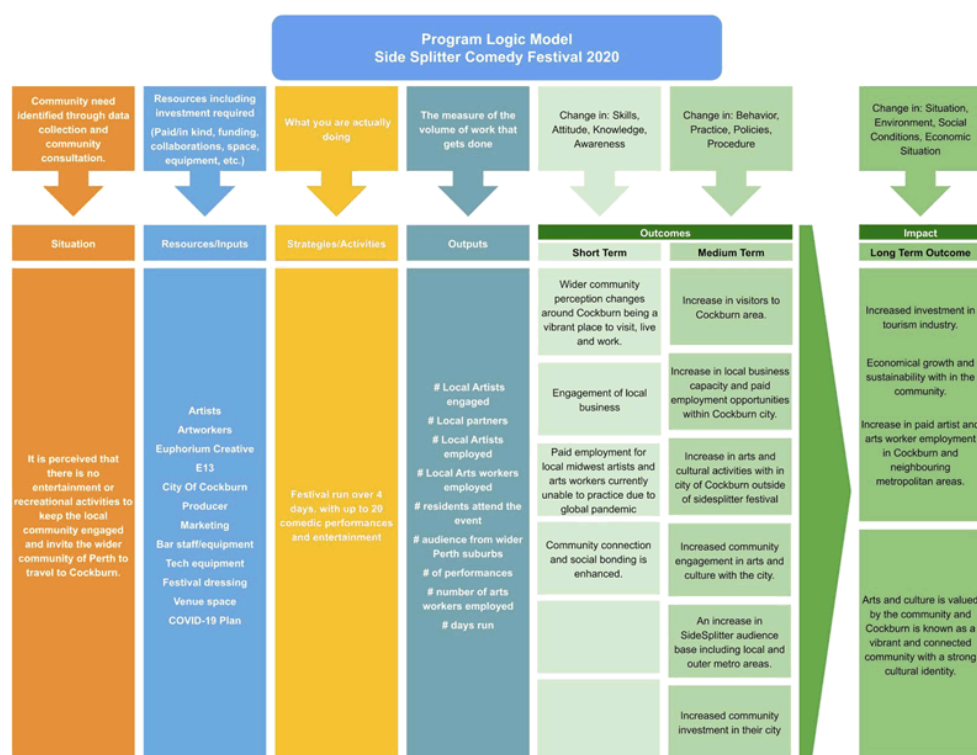 Program Logic Model
Side Splitter Comedy Festival 2020
Community need
identified through data
collection and
community
consultation.
Resources including
investment required
(Paid/in kind, funding,
collaborations, space,
equipment, etc.)
What you are actually
doing
The measure of the
volume of work that
gets done
Change in: Skills,
Attitude, Knowledge,
Awareness
Change in: Behavior,
Practice, Policies,
Procedure
Change in: Situation,
Environment, Social
Conditions, Economic
Situation
Situation
Resources/Inputs
Strategies/Activities
Outputs
Outcomes
Short Term
Medium Term
Impact
Long Term Outcome
It is perceived that
there is no
entertainment or
recreational activities to
keep the local
community engaged
and invite the wider
community of Perth to
travel to Cockburn.
Artists
Artworkers
Euphorium Creative
E13
City Of Cockburn
Producer
Marketing
Bar staff/equipment
Tech equipment
Festival dressing
Venue space
COVID-19 Plan
Festival run over 4
days, with up to 20
comedic performances
and entertainment
# Local Artists
engaged
# Local partners
# Local Artists
employed
# Local Arts workers
employed
# residents attend the
event
# audience from wider
Perth suburbs
# of performances
# number of arts
workers employed
# days run
Wider community
perception changes
around Cockburn being a
vibrant place to visit, live
and work.
Engagement of local
business
Paid employment for
local midwest artists and
arts workers currently
unable to practice due to
global pandemic
Community connection
and social bonding is
enhanced.
Increase in visitors to
Cockburn area.
Increase in local business
capacity and paid
employment opportunities
within Cockburn city.
Increase in arts and
cultural activities with in
city of Cockburn outside
of sidesplitter festival
Increased community
engagement in arts and
culture with the city.
An increase in
SideSplitter audience
base including local and
outer metro areas.
Increased community
investment in their city
Increased investment in
tourism industry.
Economical growth and
sustainability with in the
community.
Increase in paid artist and
arts worker employment
in Cockburn and
neighbouring
metropolitan areas.
Arts and culture is valued
by the community and
Cockburn is known as a
vibrant and connected
community with a strong
cultural identity.